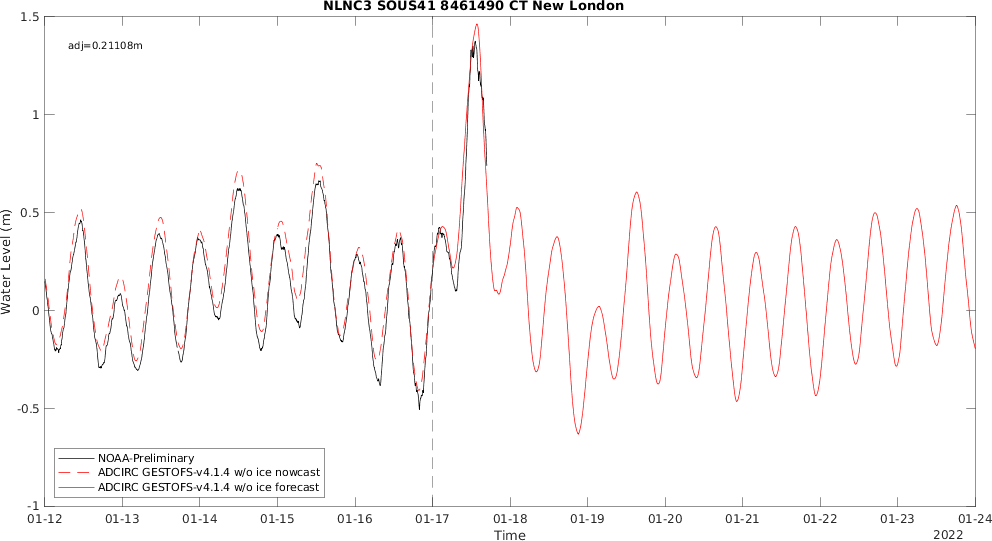 NLNC3 SOUS41 8461490 CT New London
1.5
adj=0.21108m
1
0.5
Water Level (m)
0
-0.5
NOAA-Preliminary
ADCIRC GESTOFS-v4.1.4 w/o ice nowcast
ADCIRC GESTOFS-v4.1.4 w/o ice forecast
-1
01-12 01-13 01-14 01-15 01-16 01-17 01-18 01-19 01-20 01-21 01-22 01-23 01-24
Time
2022